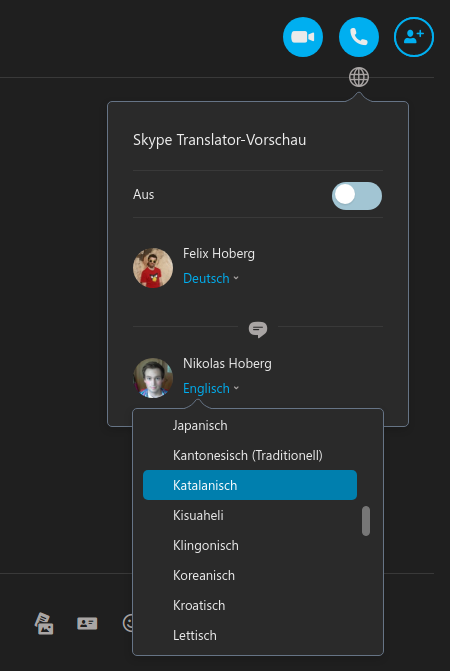 Skype Translator-Vorschau
Aus
Felix Hoberg
Deutsch
Nikolas Hoberg
Englisch
Japanisch
Kantonesisch (Traditionell)
Katalanisch
Kisuaheli
Klingonisch
Koreanisch
Kroatisch
Lettisch